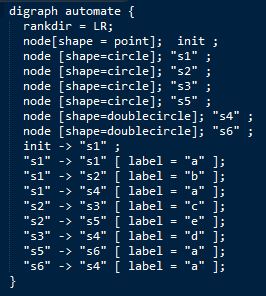 digraph automate {
rankdir = LR;
node[shape = point];  init ;
node [shape=circle]; "s1" ;
node [shape=circle]; "s2" ;
node [shape=circle]; "s3" ;
node [shape=circle]; "s5" ;
node [shape=doublecircle]; "s4" ;
node [shape=doublecircle]; "s6" ;
init -> "s1" ;
"s1" -> "s1" [ label = "a" ];
"s1" -> "s2" [ label = "b" ];
"s1" -> "s4" [ label = "a" ];
"s2" -> "s3" [ label = "c" ];
"s2" -> "s5" [ label = "e" ];
"s3" -> "s4" [ label = "d" ];
"s5" -> "s6" [ label = "a" ];
"s6" -> "s4" [ label = "a" ];
}